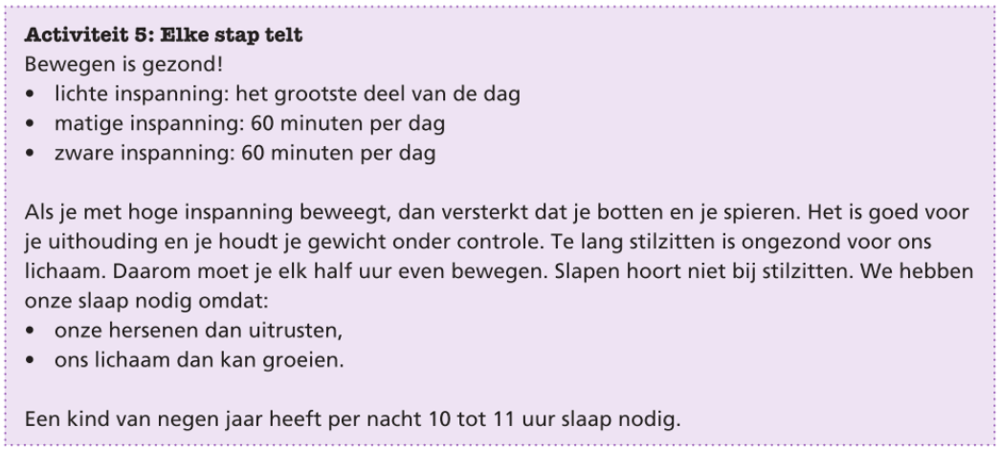 Activiteit 5: Elke stap telt
Bewegen is gezond!
• lichte inspanning: het grootste deel van de dag
• matige inspanning: 60 minuten per dag
• zware inspanning: 60 minuten per dag
Als je met hoge inspanning beweegt, dan versterkt dat je botten en je spieren. Het is goed voor
je uithouding en je houdt je gewicht onder controle. Te lang stilzitten is ongezond voor ons
lichaam. Daarom moet je elk half uur even bewegen. Slapen hoort niet bij stilzitten. We hebben
onze slaap nodig omdat:
• onze hersenen dan uitrusten,
• ons lichaam dan kan groeien.
Een kind van negen jaar heeft per nacht 10 tot 11 uur slaap nodig.